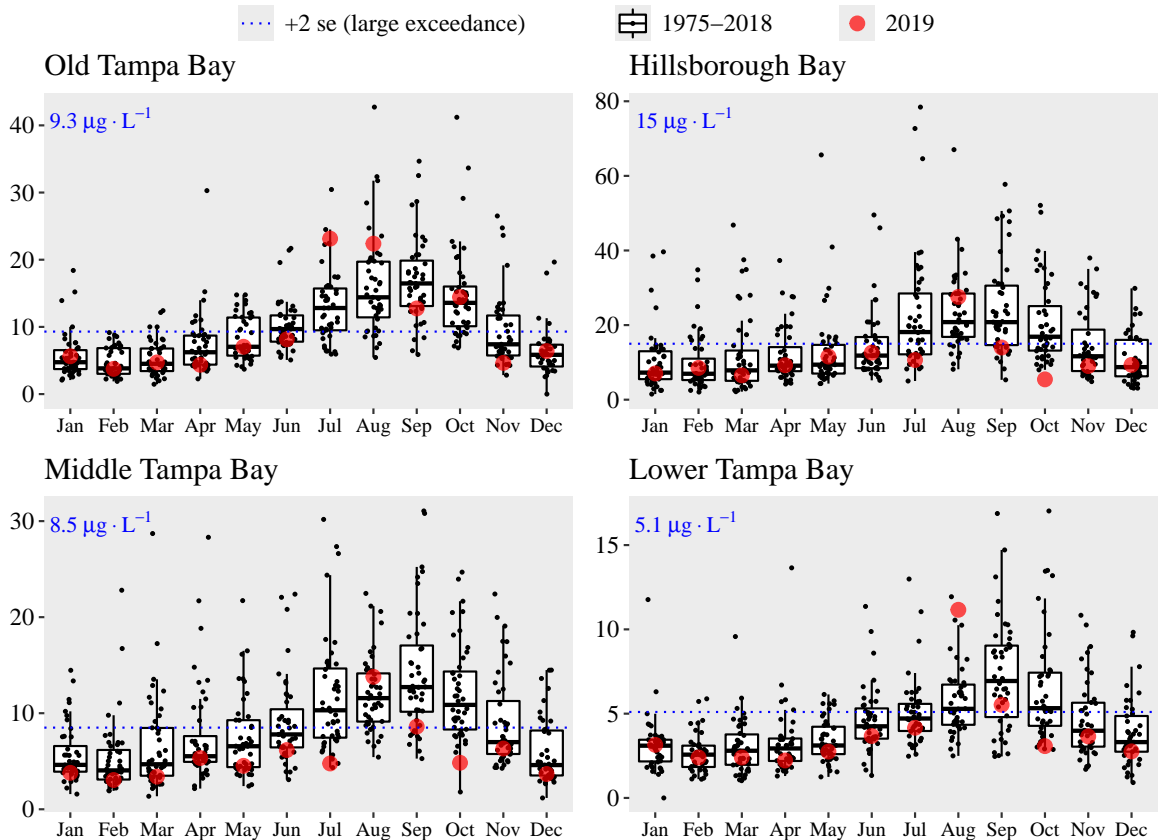 +2 se (large exceedance) 1975–2018 2019
Old Tampa Bay
9.3 μg · L⁻¹
40
30
20
10
0
Jan Feb Mar Apr May Jun Jul Aug Sep Oct Nov Dec
Hillsborough Bay
15 μg · L⁻¹
80
60
40
20
0
Jan Feb Mar Apr May Jun Jul Aug Sep Oct Nov Dec
Middle Tampa Bay
8.5 μg · L⁻¹
30
20
10
0
Jan Feb Mar Apr May Jun Jul Aug Sep Oct Nov Dec
Lower Tampa Bay
5.1 μg · L⁻¹
15
10
5
0
Jan Feb Mar Apr May Jun Jul Aug Sep Oct Nov Dec